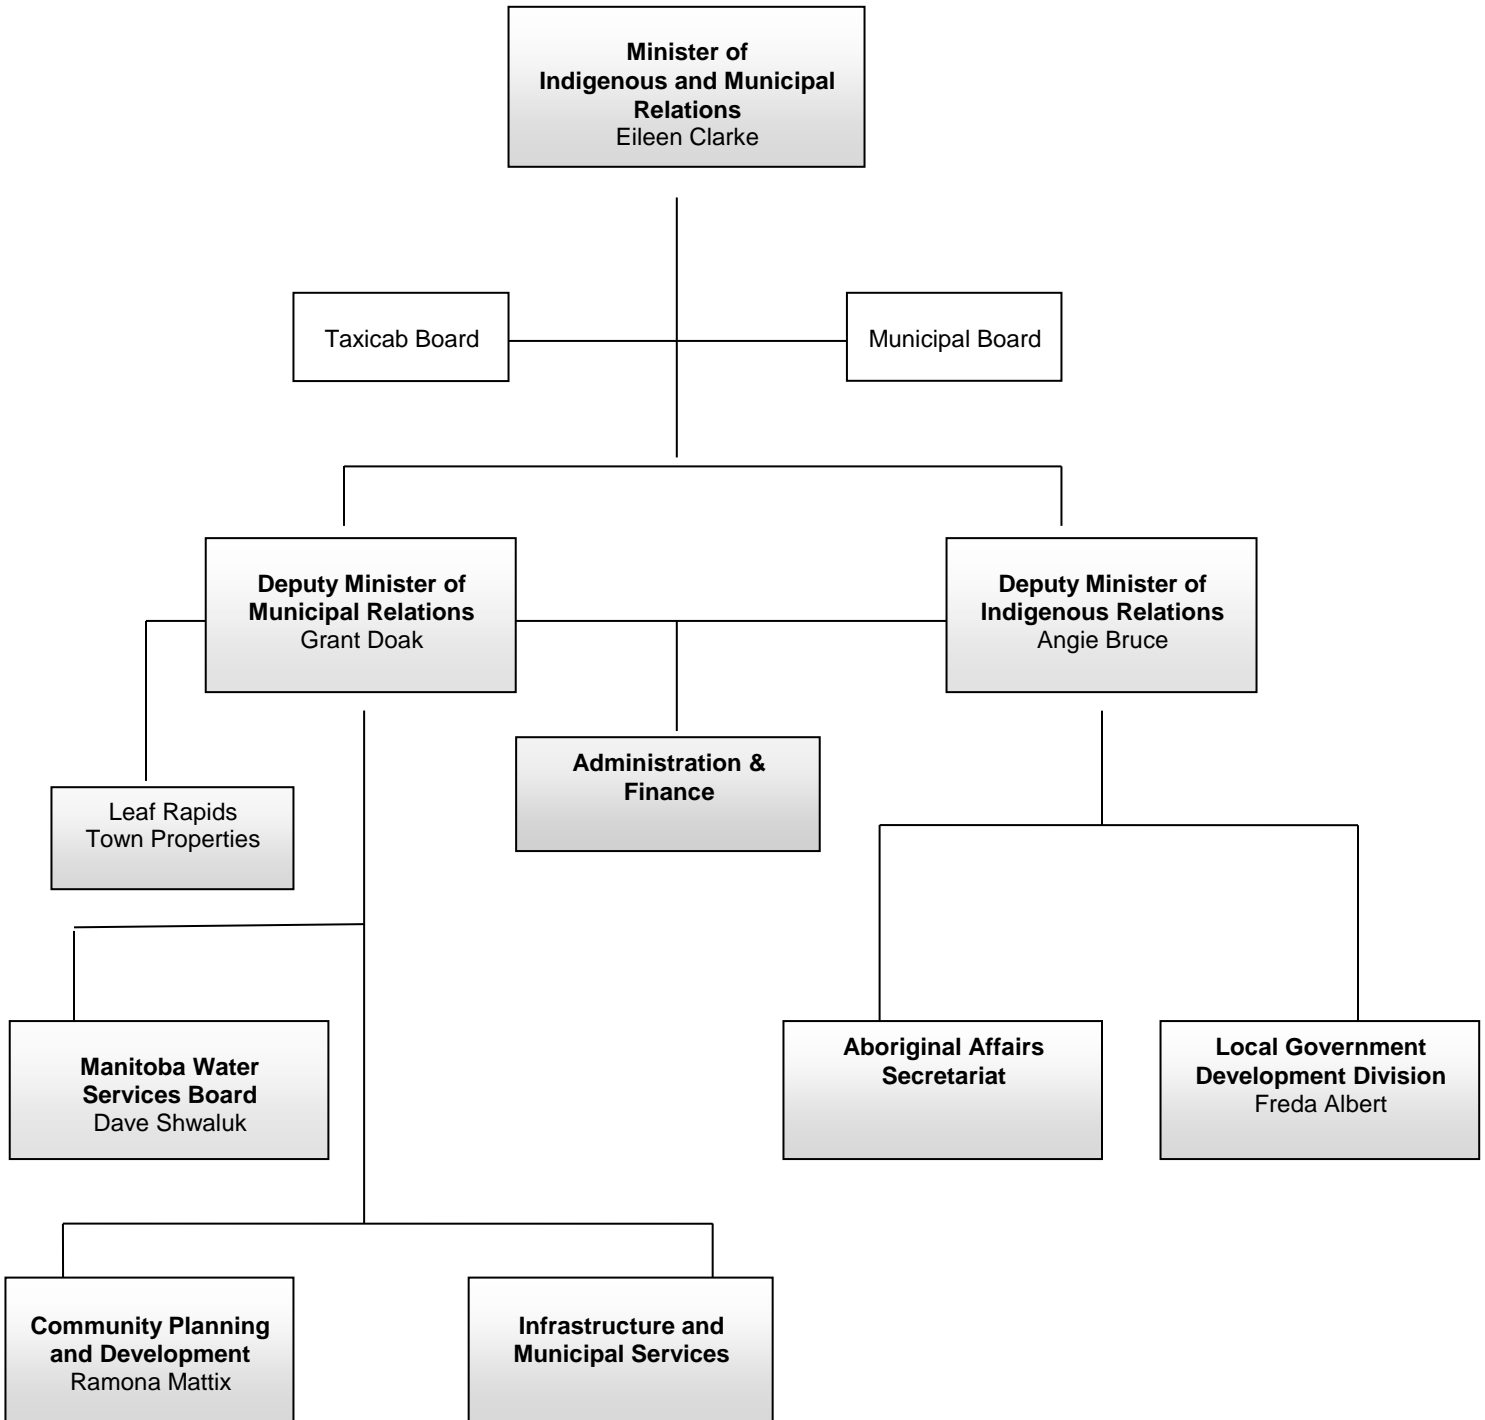 Minister of
Indigenous and Municipal
Relations
Eileen Clarke
Taxicab Board
Municipal Board
Deputy Minister of
Municipal Relations
Grant Doak
Deputy Minister of
Indigenous Relations
Angie Bruce
Administration &
Finance
Leaf Rapids
Town Properties
Manitoba Water
Services Board
Dave Shwaluk
Aboriginal Affairs
Secretariat
Local Government
Development Division
Freda Albert
Community Planning
and Development
Ramona Mattix
Infrastructure and
Municipal Services